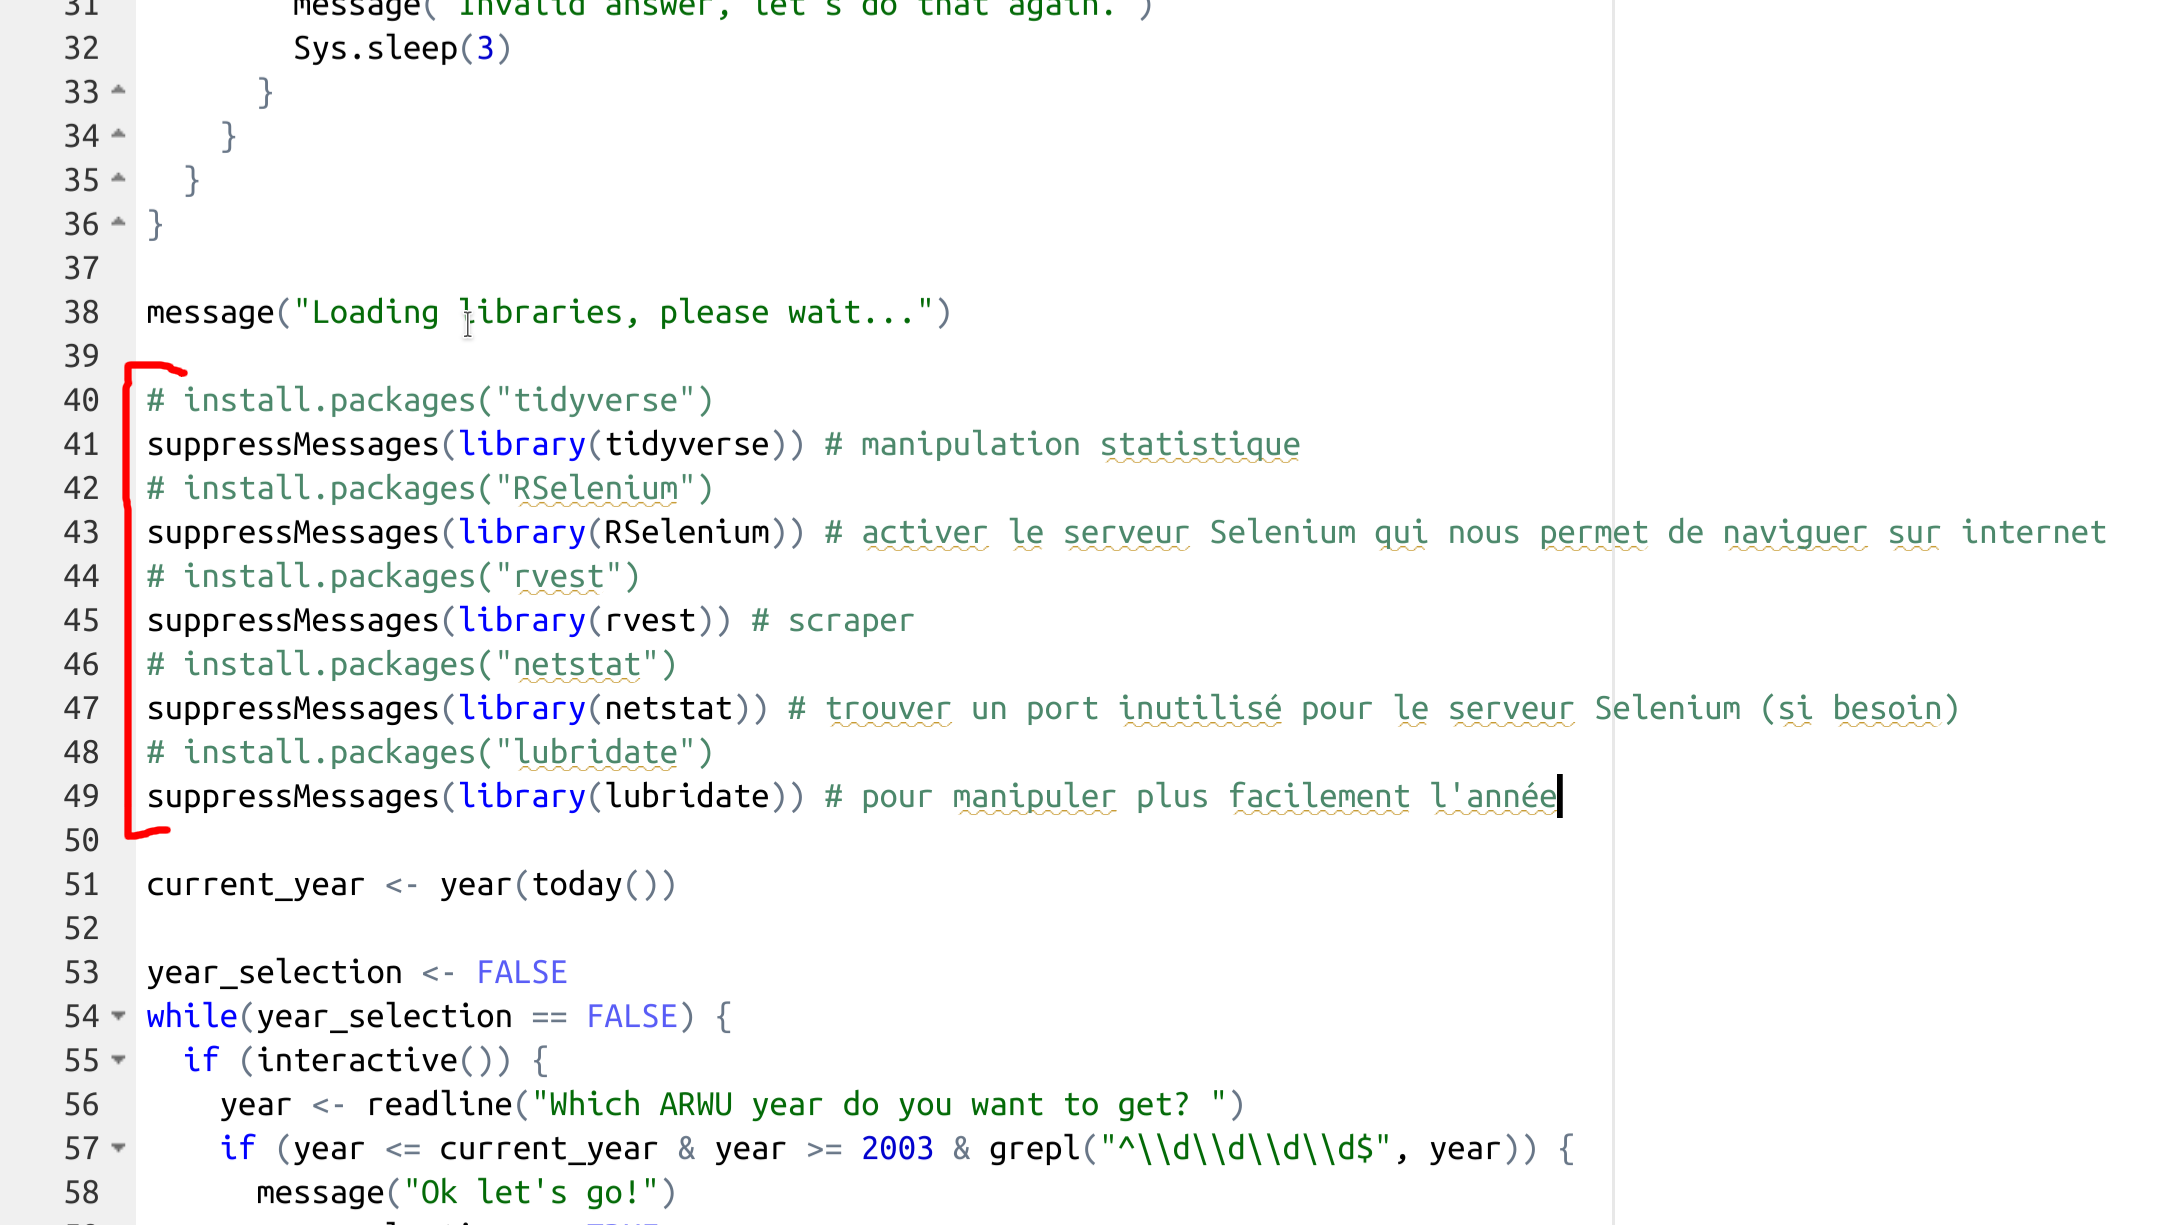 31 message("Invalid answer, let's do that again.")
32 Sys.sleep(3)
33 }
34 }
35 }
36 }
37
38 message("Loading libraries, please wait...")
39
40 # install.packages("tidyverse")
41 suppressMessages(library(tidyverse)) # manipulation statistique
42 # install.packages("RSelenium")
43 suppressMessages(library(RSelenium)) # activer le serveur Selenium qui nous permet de naviguer sur internet
44 # install.packages("rvest")
45 suppressMessages(library(rvest)) # scraper
46 # install.packages("netstat")
47 suppressMessages(library(netstat)) # trouver un port inutilisé pour le serveur Selenium (si besoin)
48 # install.packages("lubridate")
49 suppressMessages(library(lubridate)) # pour manipuler plus facilement l'année
50
51 current_year <- year(today())
52
53 year_selection <- FALSE
54 while(year_selection == FALSE) {
55 if (interactive()) {
56 year <- readline("Which ARWU year do you want to get? ")
57 if (year <= current_year & year >= 2003 & grepl("^\\d\\d\\d\\d$", year)) {
58 message("Ok let's go!")